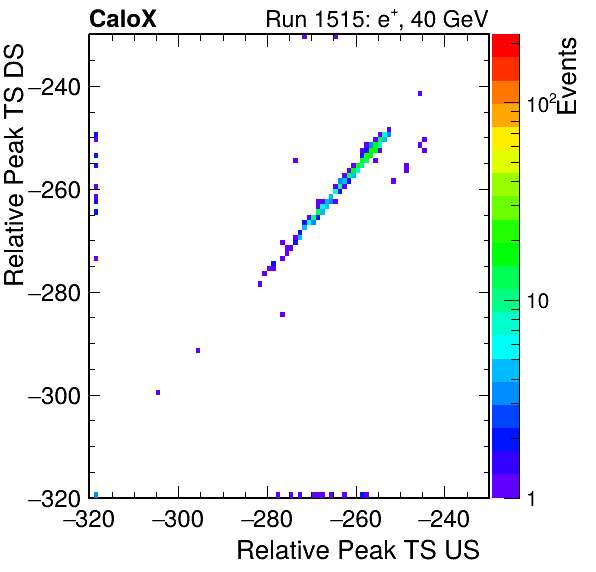 CaloX Run 1515: e+, 40 GeV
Relative Peak TS DS
Events
−240
−260
−280
−300
−320
10²
10
1
−320 −300 −280 −260 −240
Relative Peak TS US